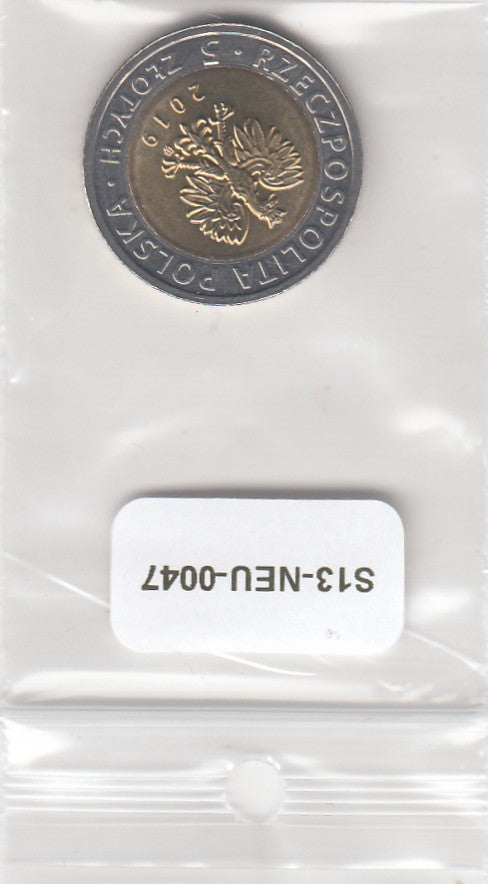 RZECZPOSPOLITA POLSKA · 5 ZŁOTYCH ·
2019
S13-NEU-0047